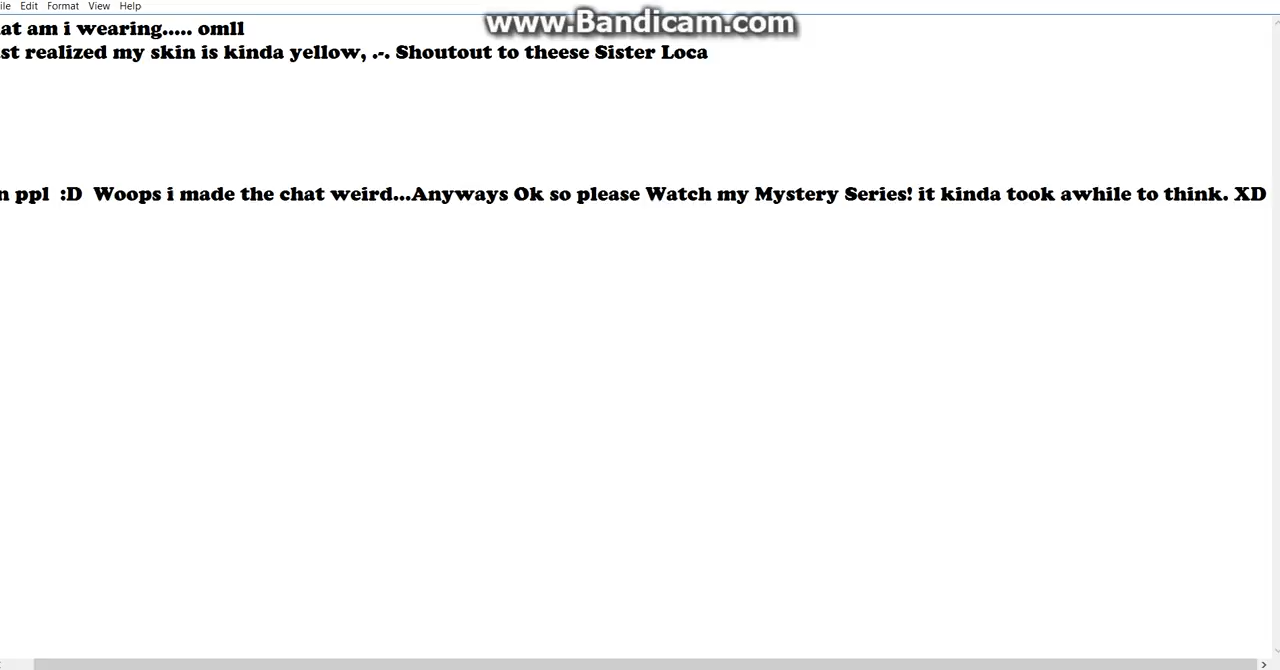 ile Edit Format View Help
www.Bandicam.com
at am i wearing..... omll
st realized my skin is kinda yellow, .-. Shoutout to theese Sister Loca
n ppl :D Woops i made the chat weird...Anyways Ok so please Watch my Mystery Series! it kinda took awhile to think. XD